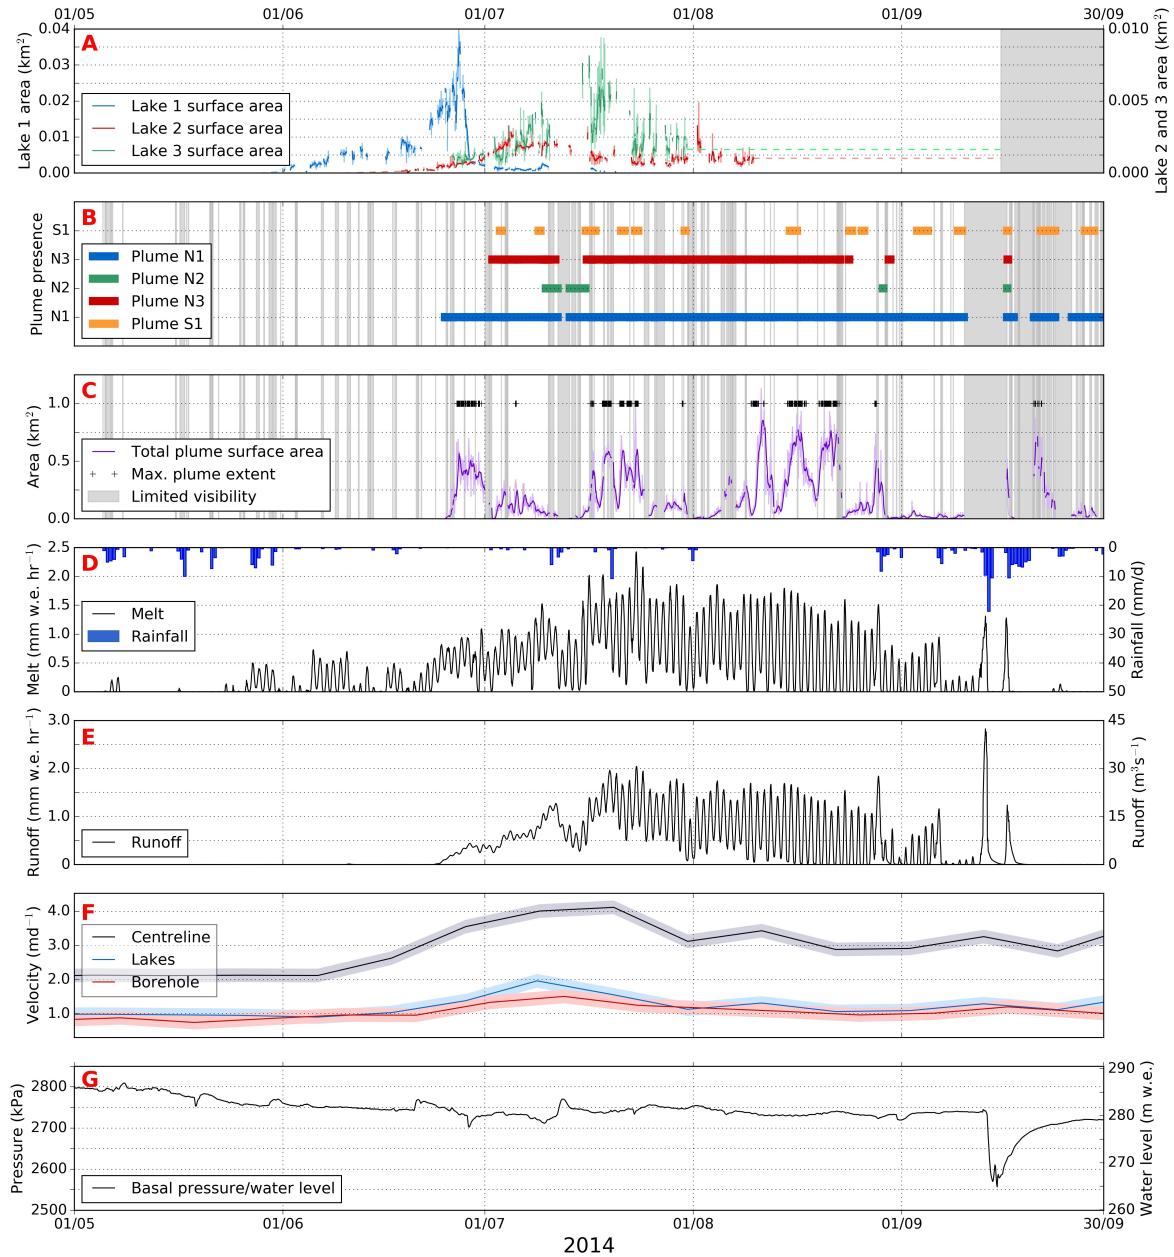 01/05 01/06 01/07 01/08 01/09 30/09
A
Lake 1 area (km²)
0.04
0.03
0.02
0.01
0.00
Lake 1 surface area
Lake 2 surface area
Lake 3 surface area
0.010
0.005
0.000
Lake 2 and 3 area (km²)
B
Plume presence
S1
N3
N2
N1
Plume N1
Plume N2
Plume N3
Plume S1
C
Area (km²)
1.0
0.5
0.0
Total plume surface area
Max. plume extent
Limited visibility
D
Melt (mm w.e. hr⁻¹)
2.5
2.0
1.5
1.0
0.5
0
Melt
Rainfall
0
10
20
30
40
50
Rainfall (mm/d)
E
Runoff (mm w.e. hr⁻¹)
3.0
2.0
1.0
0
Runoff
45
30
15
0
Runoff (m³s⁻¹)
F
Velocity (md⁻¹)
4.0
3.0
2.0
1.0
Centreline
Lakes
Borehole
G
Pressure (kPa)
2800
2700
2600
2500
Basal pressure/water level
290
280
270
260
Water level (m w.e.)
01/05 01/06 01/07 01/08 01/09 30/09
2014